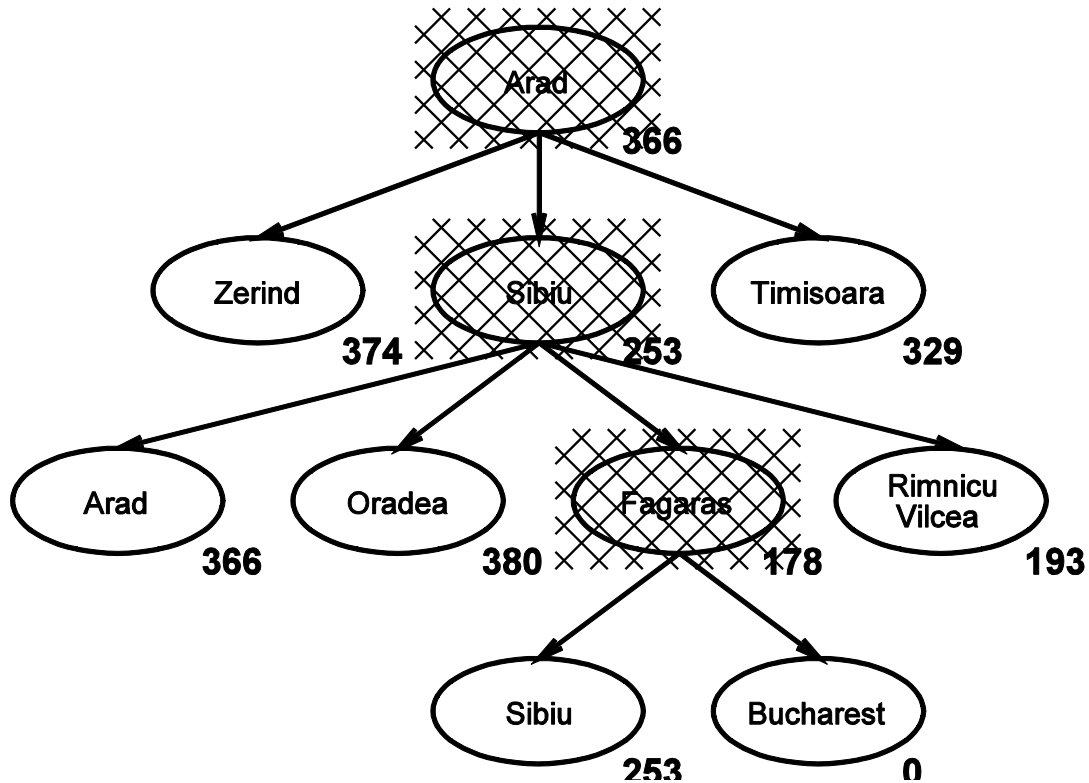 Arad
366
Zerind
Sibiu
Timisoara
374
253
329
Arad
Oradea
Fagaras
Rimnicu
Vilcea
366
380
178
193
Sibiu
Bucharest
253
0